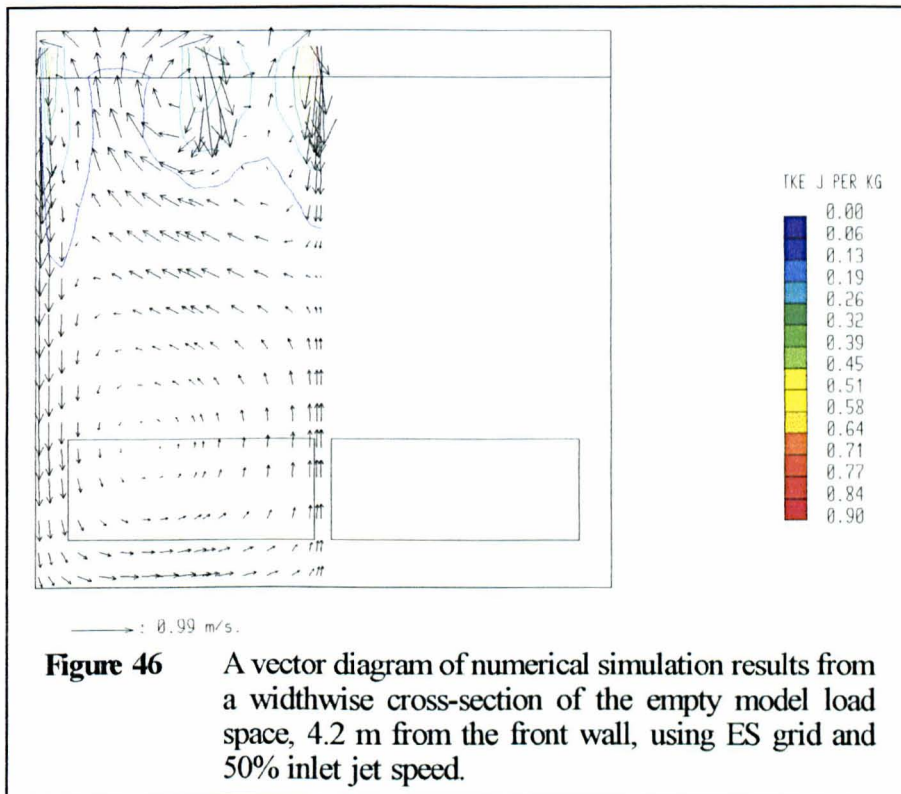 TKE J PER KG
0.00
0.06
0.13
0.19
0.26
0.32
0.39
0.45
0.51
0.58
0.64
0.71
0.77
0.84
0.90
: 0.99 m/s.
Figure 46 A vector diagram of numerical simulation results from
a widthwise cross-section of the empty model load
space, 4.2 m from the front wall, using ES grid and
50% inlet jet speed.